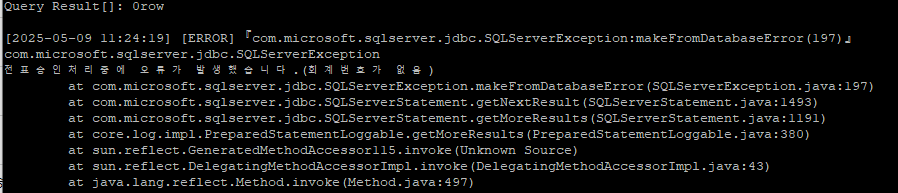 Query Result[]: 0row
[2025-05-09 11:24:19] [ERROR]『com.microsoft.sqlserver.jdbc.SQLServerException:makeFromDatabaseError(197)』
com.microsoft.sqlserver.jdbc.SQLServerException
전표승인처리중에 오류가 발생했습니다.(회계번호가 없음)
at com.microsoft.sqlserver.jdbc.SQLServerException.makeFromDatabaseError(SQLServerException.java:197)
at com.microsoft.sqlserver.jdbc.SQLServerStatement.getNextResult(SQLServerStatement.java:1493)
at com.microsoft.sqlserver.jdbc.SQLServerStatement.getMoreResults(SQLServerStatement.java:1191)
at core.log.impl.PreparedStatementLoggable.getMoreResults(PreparedStatementLoggable.java:380)
at sun.reflect.GeneratedMethodAccessor115.invoke(Unknown Source)
at sun.reflect.DelegatingMethodAccessorImpl.invoke(DelegatingMethodAccessorImpl.java:43)
at java.lang.reflect.Method.invoke(Method.java:497)